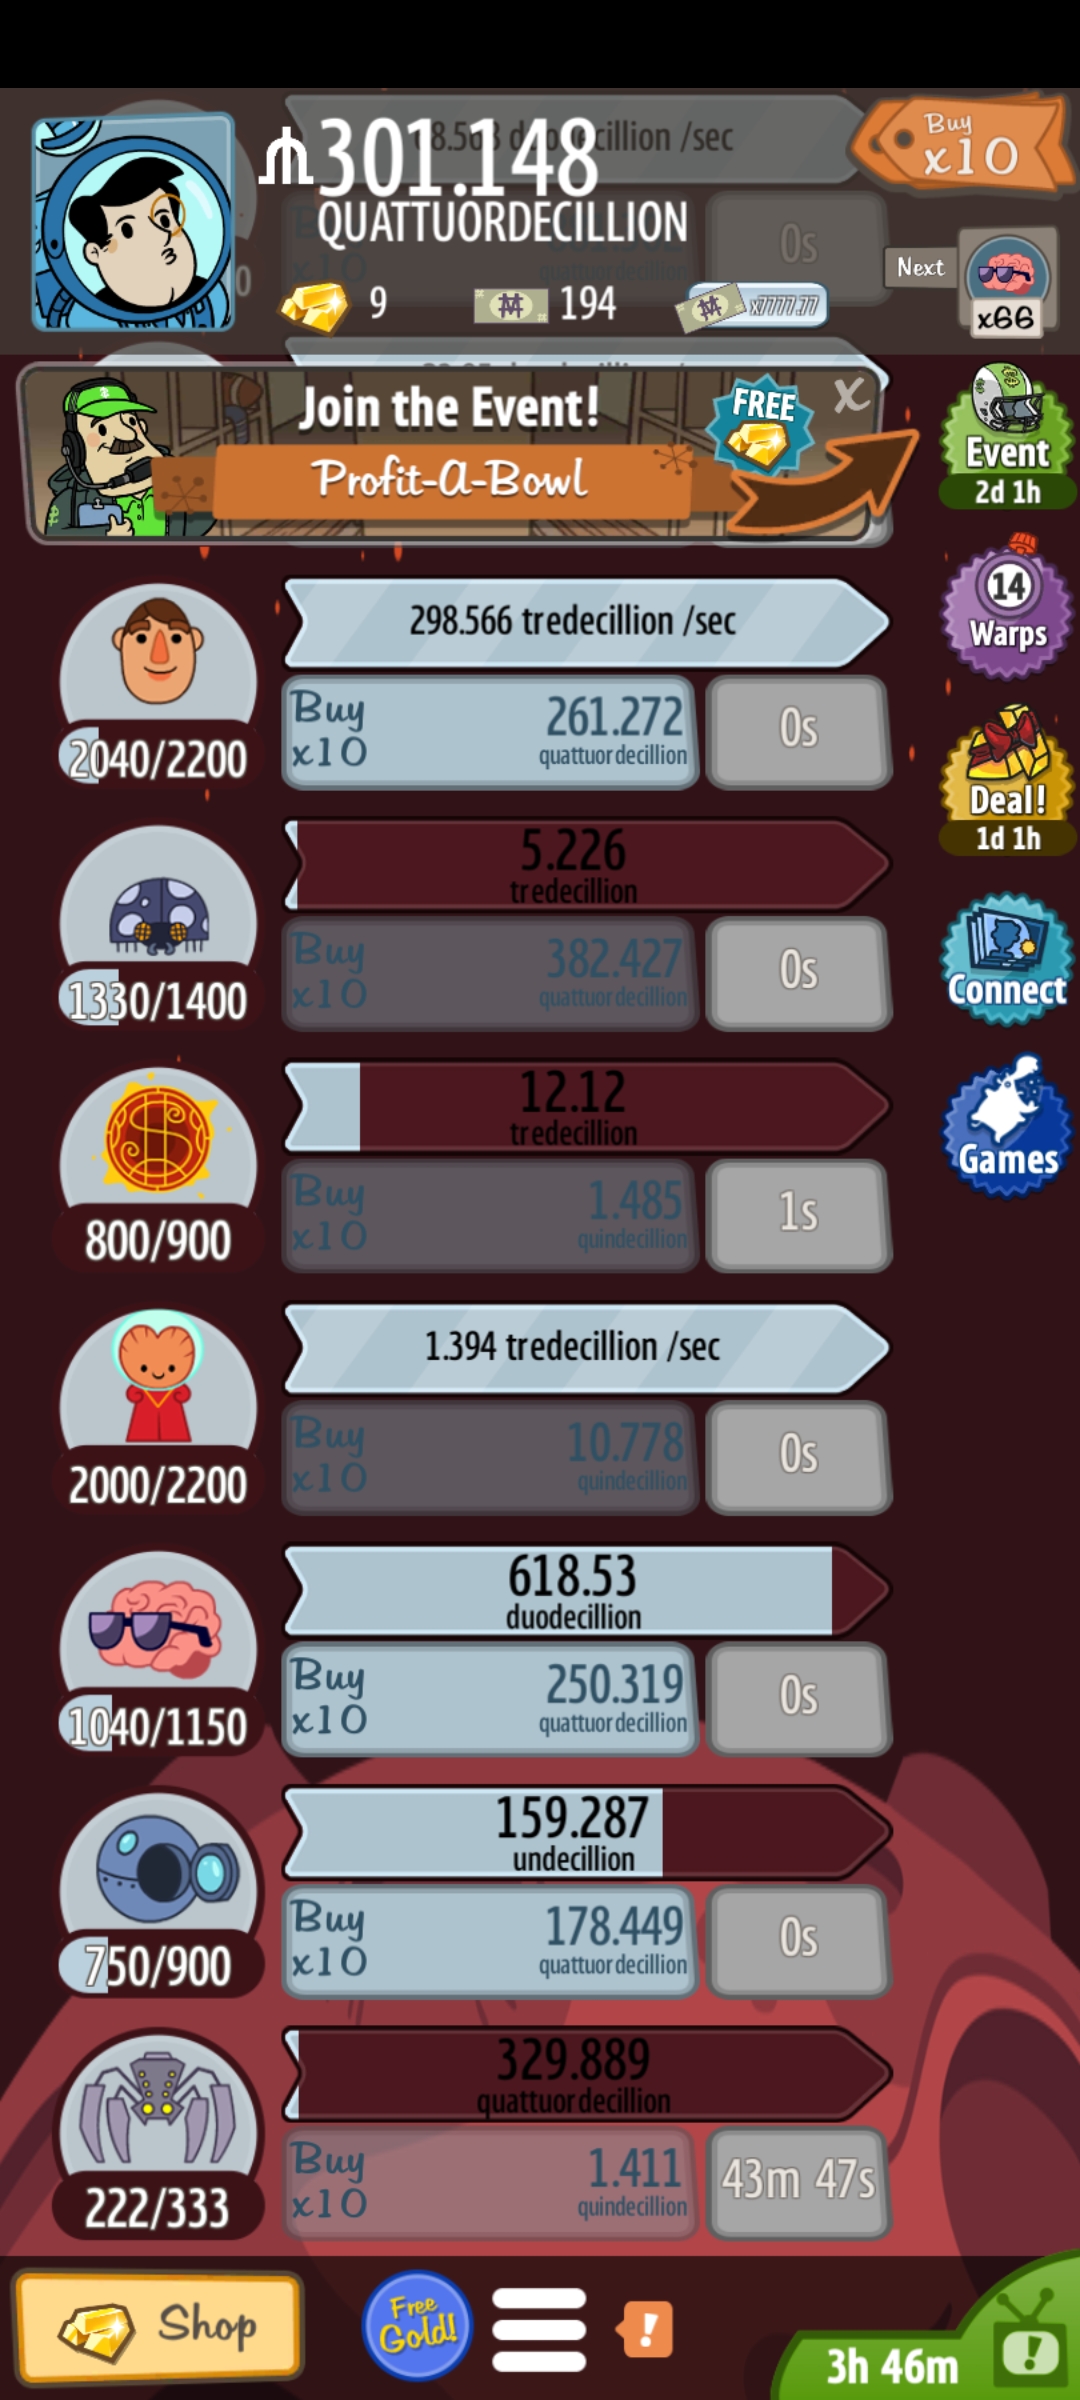 8.563 duodecillion /sec
301.148
QUATTUORDECILLION
Buy
x10
0s
9
194
x7777.77
Next
x66
Join the Event!
FREE
X
Profit-A-Bowl
Event
2d 1h
298.566 tredecillion /sec
14
Warps
Buy
x10
261.272
quattuordecillion
0s
2040/2200
Deal!
1d 1h
5.226
tredecillion
Buy
x10
382.427
quattuordecillion
0s
1330/1400
Connect
12.12
tredecillion
Buy
x10
1.485
quindecillion
1s
800/900
Games
1.394 tredecillion /sec
Buy
x10
10.778
quindecillion
0s
2000/2200
618.53
duodecillion
Buy
x10
250.319
quattuordecillion
0s
1040/1150
159.287
undecillion
Buy
x10
178.449
quattuordecillion
0s
750/900
329.889
quattuordecillion
Buy
x10
1.411
quindecillion
43m 47s
222/333
Shop
Free
Gold!
!
3h 46m
!